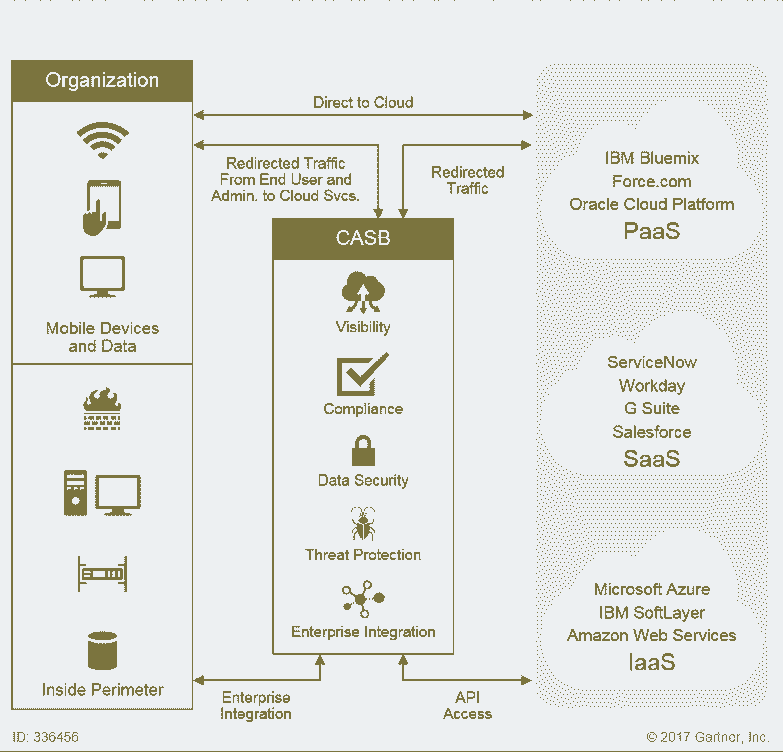 Organization
Direct to Cloud
Redirected Traffic
From End User and
Admin. to Cloud Svcs.
Redirected
Traffic
Mobile Devices
and Data
Inside Perimeter
CASB
Visibility
Compliance
Data Security
Threat Protection
Enterprise Integration
Enterprise
Integration
API
Access
IBM Bluemix
Force.com
Oracle Cloud Platform
PaaS
ServiceNow
Workday
G Suite
Salesforce
SaaS
Microsoft Azure
IBM SoftLayer
Amazon Web Services
IaaS
ID: 336456
© 2017 Gartner, Inc.